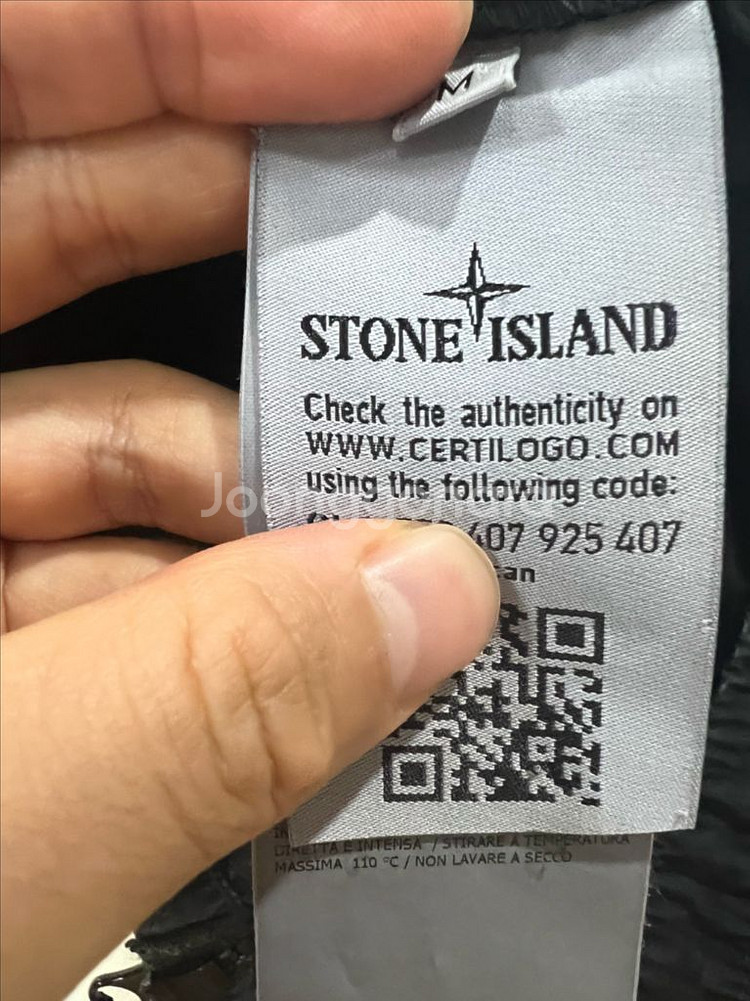 M
STONE ISLAND
Check the authenticity on
WWW.CERTILOGO.COM
using the following code:
407 925 407
DIRETTA E INTENSA / STIRARE A TEMPERATURA
MASSIMA 110 °C / NON LAVARE A SECCO